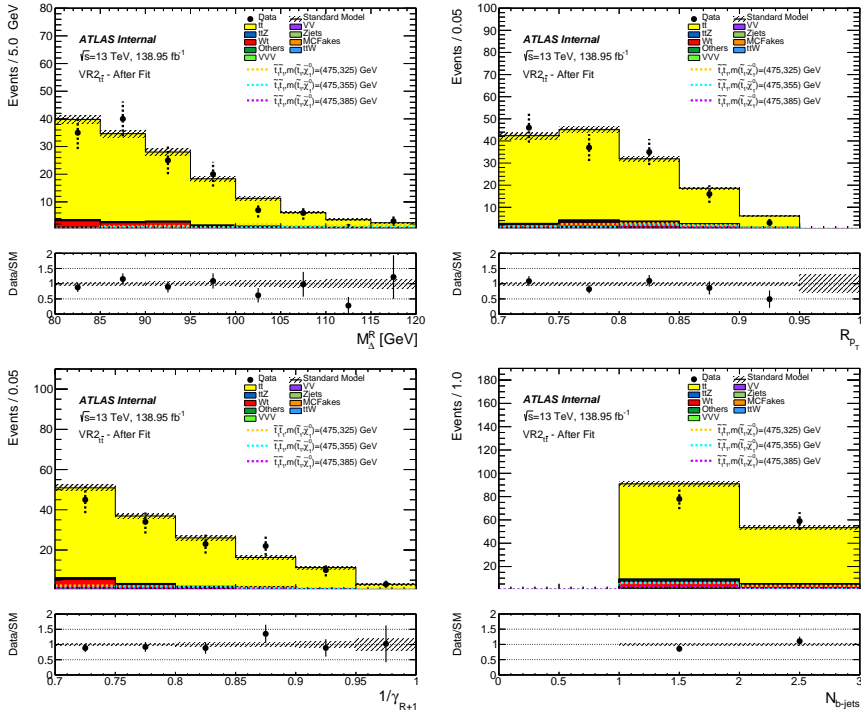 Events / 5.0 GeV
ATLAS Internal
√s=13 TeV, 138.95 fb⁻¹
VR2_tt̄ - After Fit
Data
Standard Model
tt
VV
ttZ
Zjets
Wt
MCFakes
Others
ttW
VVV
t̃₁t̃₁,m(t̃₁,χ̃₁⁰)=(475,325) GeV
t̃₁t̃₁,m(t̃₁,χ̃₁⁰)=(475,355) GeV
t̃₁t̃₁,m(t̃₁,χ̃₁⁰)=(475,385) GeV
100
90
80
70
60
50
40
30
20
10
Data/SM
2
1.5
1
0.5
0
80 85 90 95 100 105 110 115 120
M_Δ^R [GeV]
Events / 0.05
ATLAS Internal
√s=13 TeV, 138.95 fb⁻¹
VR2_tt̄ - After Fit
Data
Standard Model
tt
VV
ttZ
Zjets
Wt
MCFakes
Others
ttW
VVV
t̃₁t̃₁,m(t̃₁,χ̃₁⁰)=(475,325) GeV
t̃₁t̃₁,m(t̃₁,χ̃₁⁰)=(475,355) GeV
t̃₁t̃₁,m(t̃₁,χ̃₁⁰)=(475,385) GeV
100
90
80
70
60
50
40
30
20
10
Data/SM
2
1.5
1
0.5
0
0.7 0.75 0.8 0.85 0.9 0.95 1
R_p_T
Events / 0.05
ATLAS Internal
√s=13 TeV, 138.95 fb⁻¹
VR2_tt̄ - After Fit
Data
Standard Model
tt
VV
ttZ
Zjets
Wt
MCFakes
Others
ttW
VVV
t̃₁t̃₁,m(t̃₁,χ̃₁⁰)=(475,325) GeV
t̃₁t̃₁,m(t̃₁,χ̃₁⁰)=(475,355) GeV
t̃₁t̃₁,m(t̃₁,χ̃₁⁰)=(475,385) GeV
100
80
60
40
20
Data/SM
2
1.5
1
0.5
0
0.7 0.75 0.8 0.85 0.9 0.95 1
1/γ_R+1
Events / 1.0
ATLAS Internal
√s=13 TeV, 138.95 fb⁻¹
VR2_tt̄ - After Fit
Data
Standard Model
tt
VV
ttZ
Zjets
Wt
MCFakes
Others
ttW
VVV
t̃₁t̃₁,m(t̃₁,χ̃₁⁰)=(475,325) GeV
t̃₁t̃₁,m(t̃₁,χ̃₁⁰)=(475,355) GeV
t̃₁t̃₁,m(t̃₁,χ̃₁⁰)=(475,385) GeV
180
160
140
120
100
80
60
40
20
Data/SM
2
1.5
1
0.5
0
0 0.5 1 1.5 2 2.5 3
N_b-jets